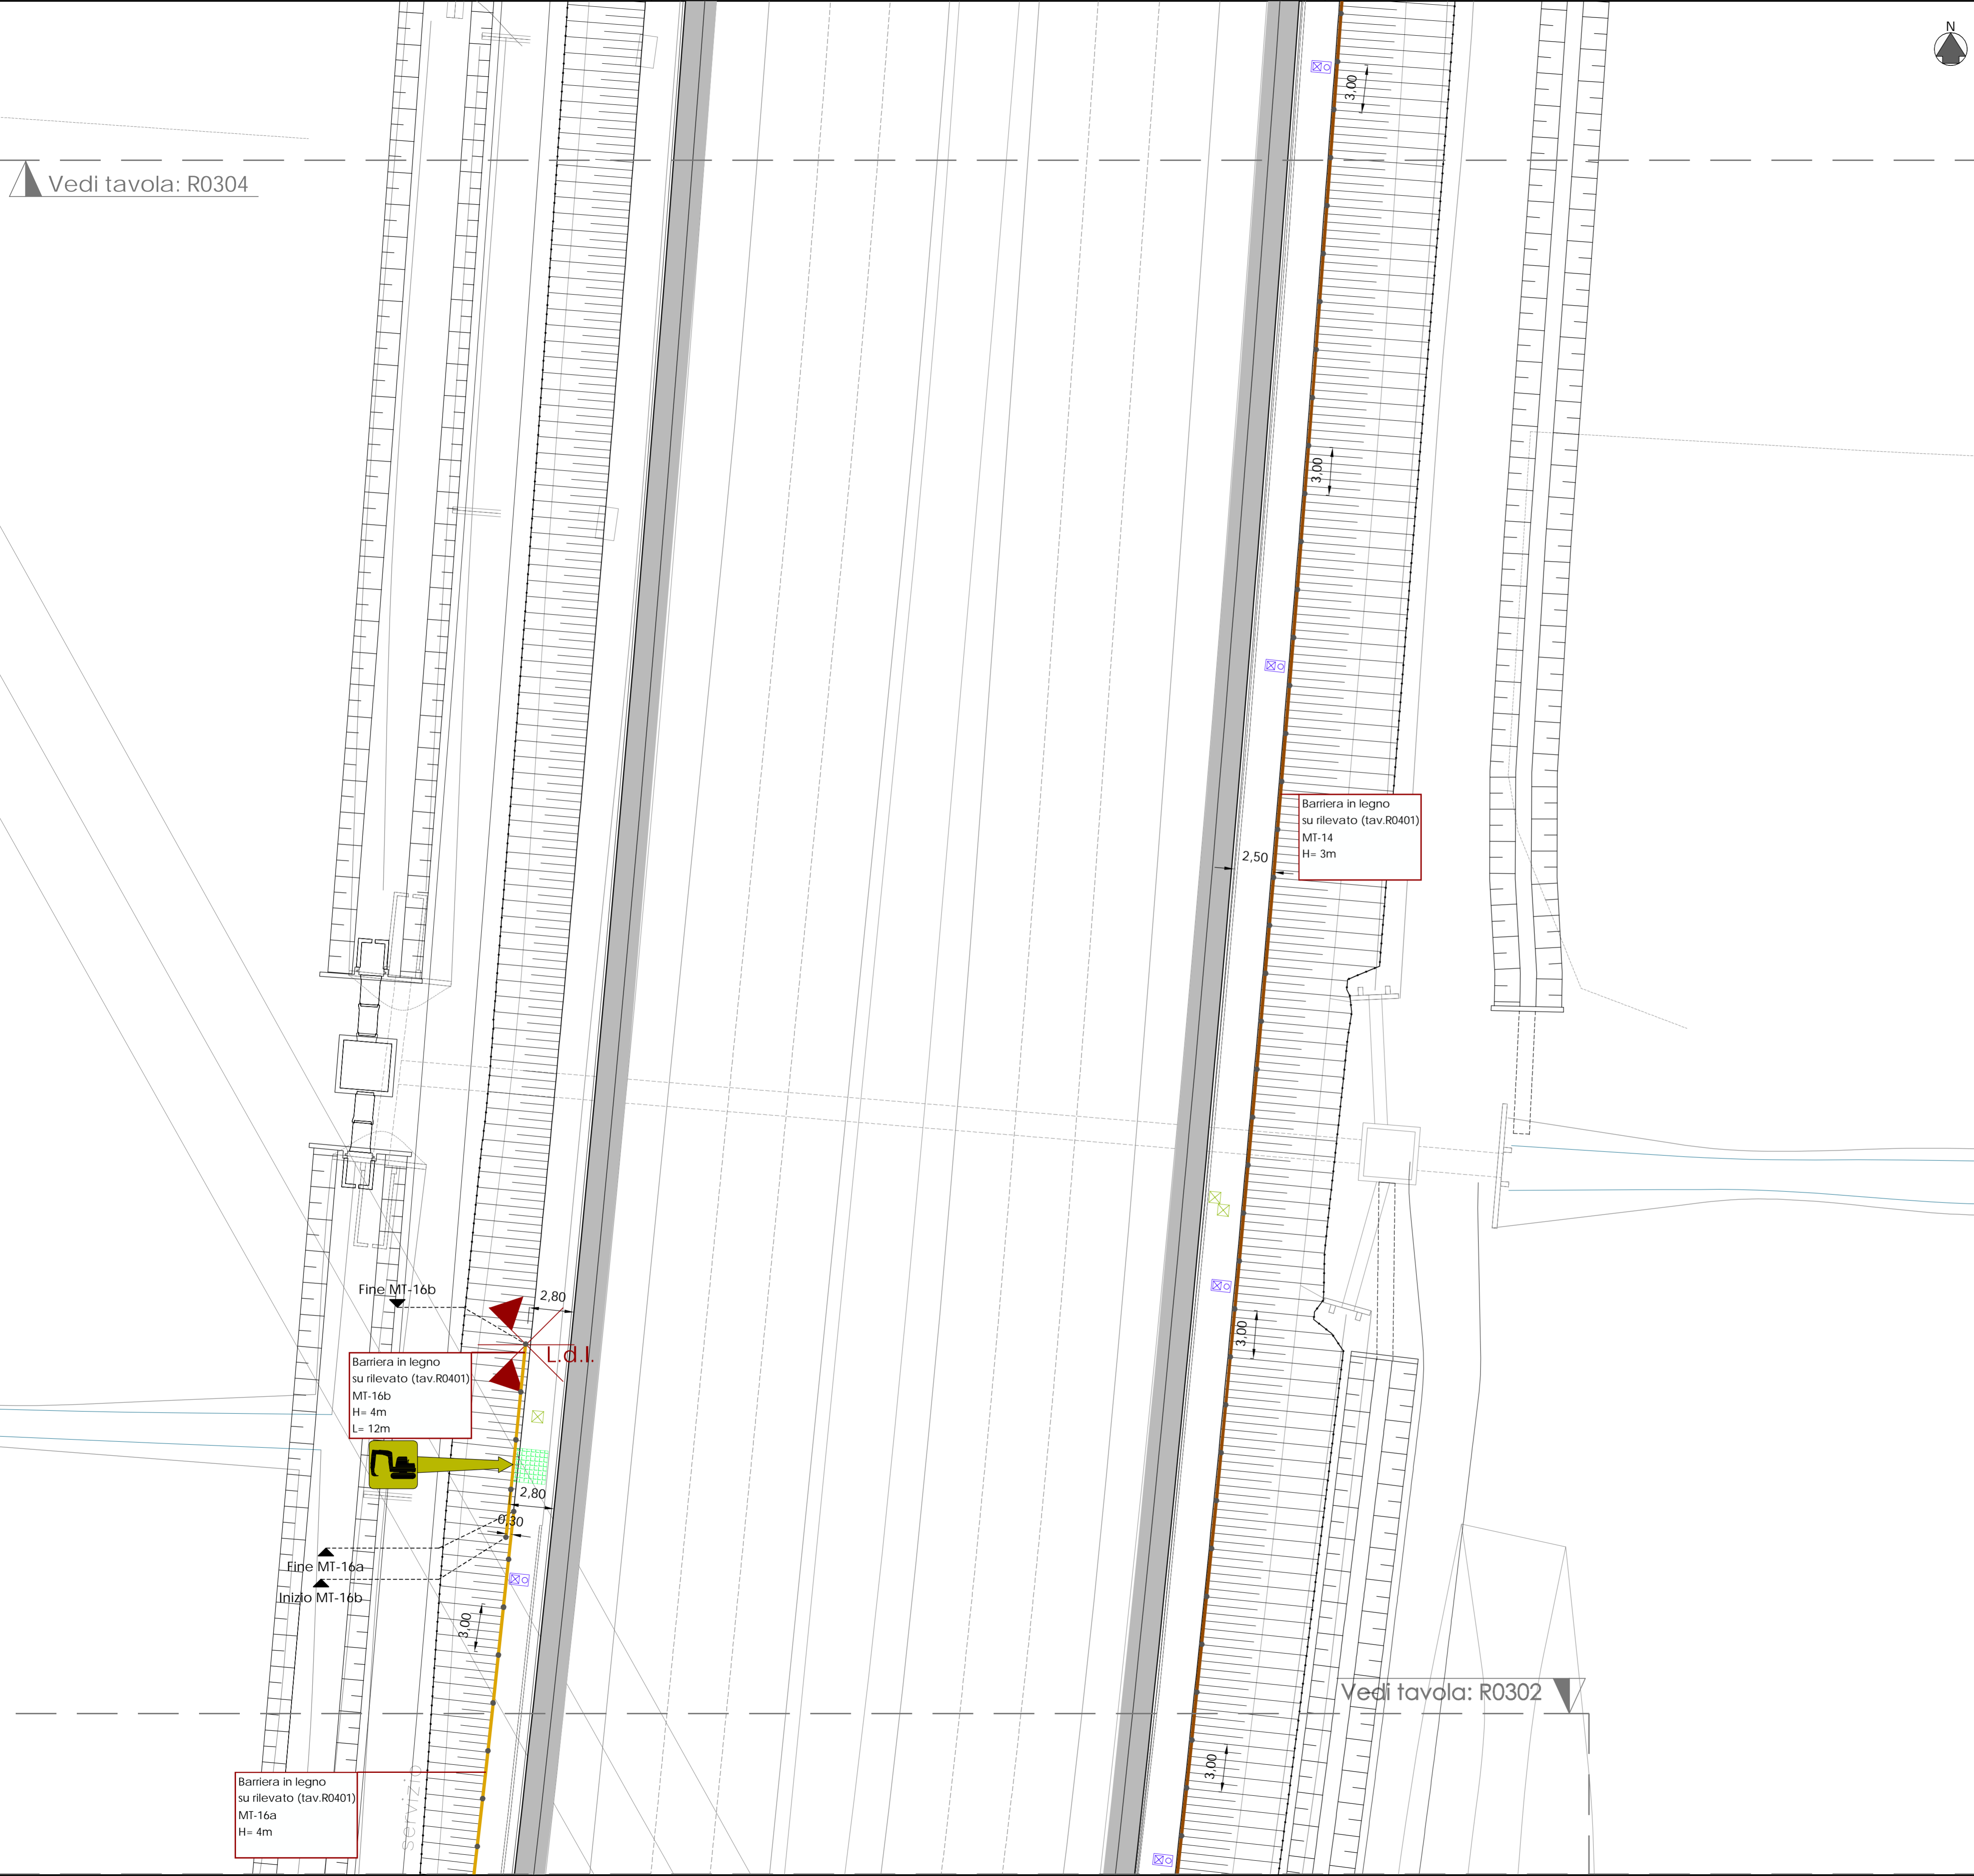 N
3,00
Vedi tavola: R0304
3,00
Barriera in legno
su rilevato (tav.R0401)
MT-14
H= 3m
2,50
Fine MT-16b
2,80
3,00
L.d.I.
Barriera in legno
su rilevato (tav.R0401)
MT-16b
H= 4m
L= 12m
2,80
0,30
Fine MT-16a
Inizio MT-16b
3,00
Vedi tavola: R0302
3,00
Barriera in legno
su rilevato (tav.R0401)
MT-16a
H= 4m
servizio